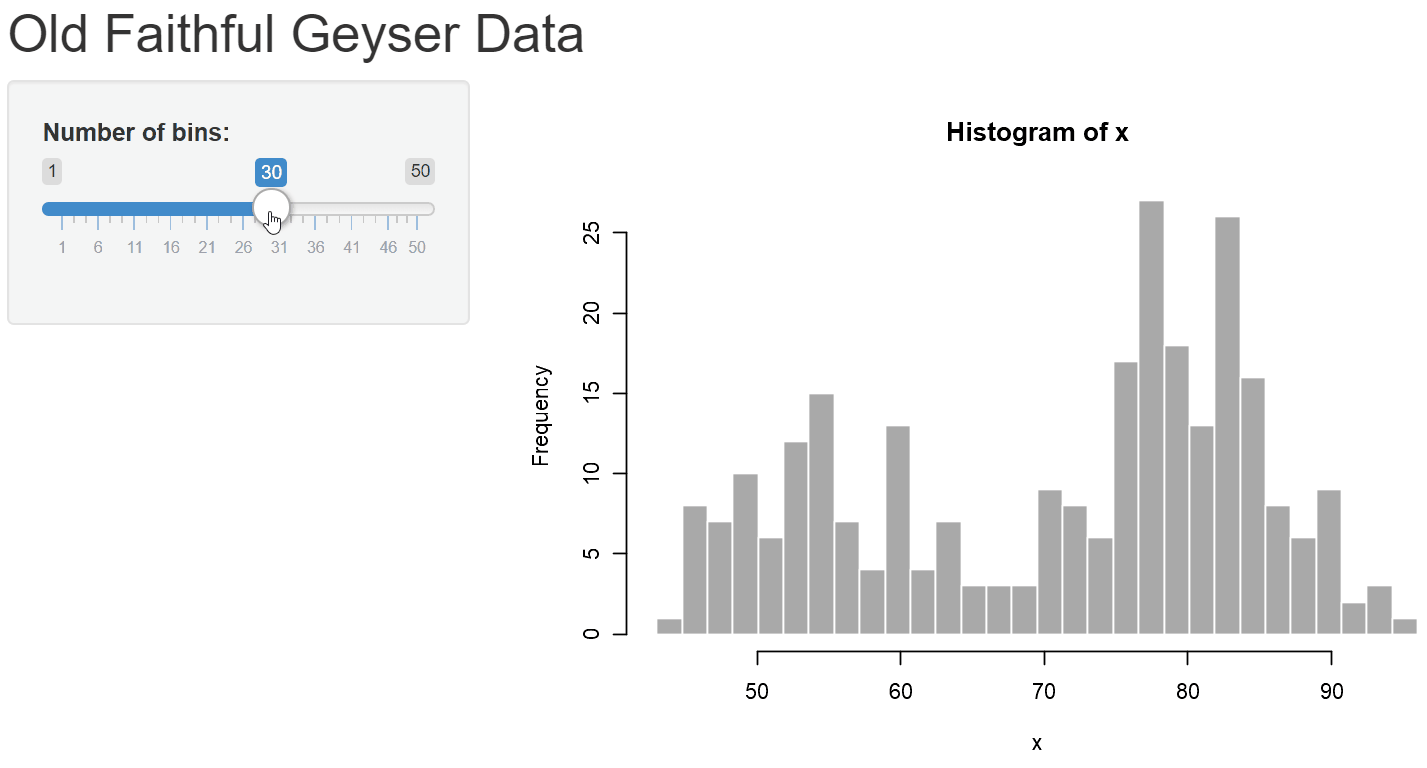 Old Faithful Geyser Data
Number of bins:
1 30 50
1 6 11 16 21 26 31 36 41 46 50
Histogram of x
Frequency
25
20
15
10
5
0
50 60 70 80 90
x